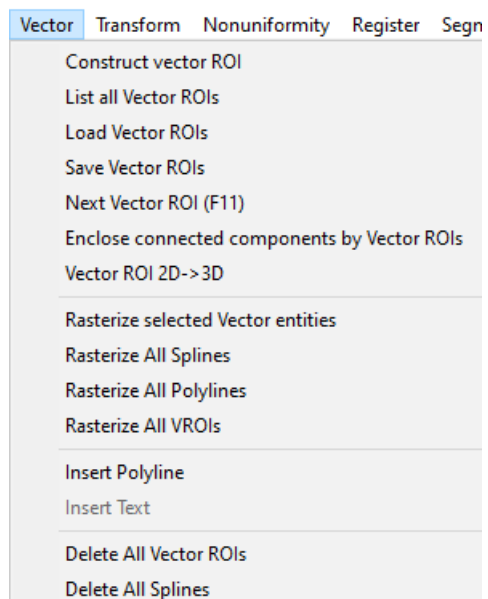 Vector Transform Nonuniformity Register Segn
Construct vector ROI
List all Vector ROIs
Load Vector ROIs
Save Vector ROIs
Next Vector ROI (F11)
Enclose connected components by Vector ROIs
Vector ROI 2D->3D
Rasterize selected Vector entities
Rasterize All Splines
Rasterize All Polylines
Rasterize All VROIs
Insert Polyline
Insert Text
Delete All Vector ROIs
Delete All Splines